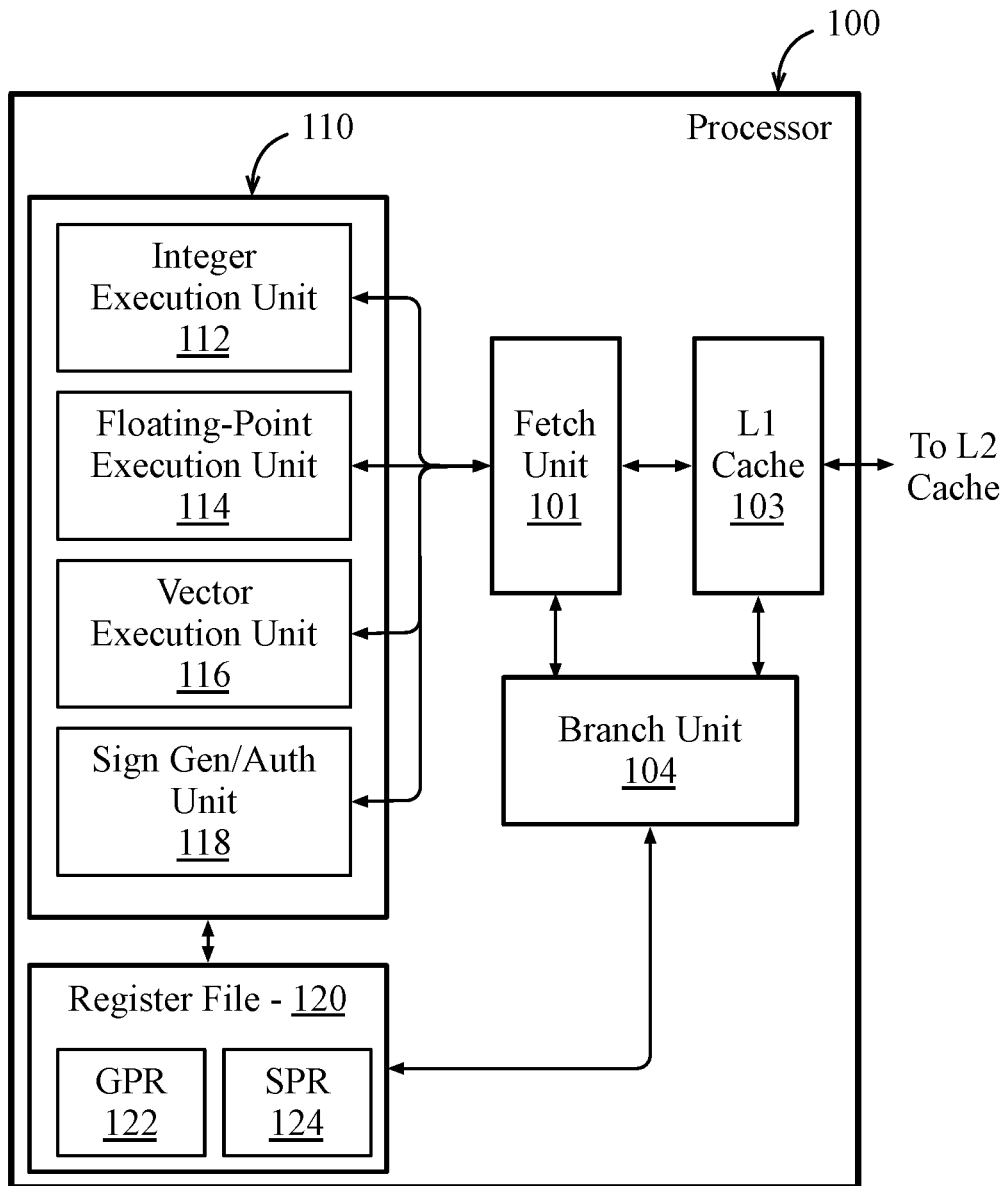 100
Processor
110
Integer
Execution Unit
112
Floating-Point
Execution Unit
114
Vector
Execution Unit
116
Sign Gen/Auth
Unit
118
Fetch
Unit
101
L1
Cache
103
To L2
Cache
Branch Unit
104
Register File - 120
GPR
122
SPR
124